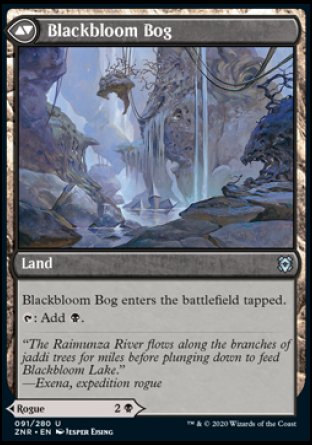 Blackbloom Bog
Land
Blackbloom Bog enters the battlefield tapped.
: Add .
“The Raimunza River flows along the branches of
jaddi trees for miles before plunging down to feed
Blackbloom Lake.”
—Exena, expedition rogue
Rogue 2
091/280 U
ZNR • EN Jesper Ejsing
™ & © 2020 Wizards of the Coast